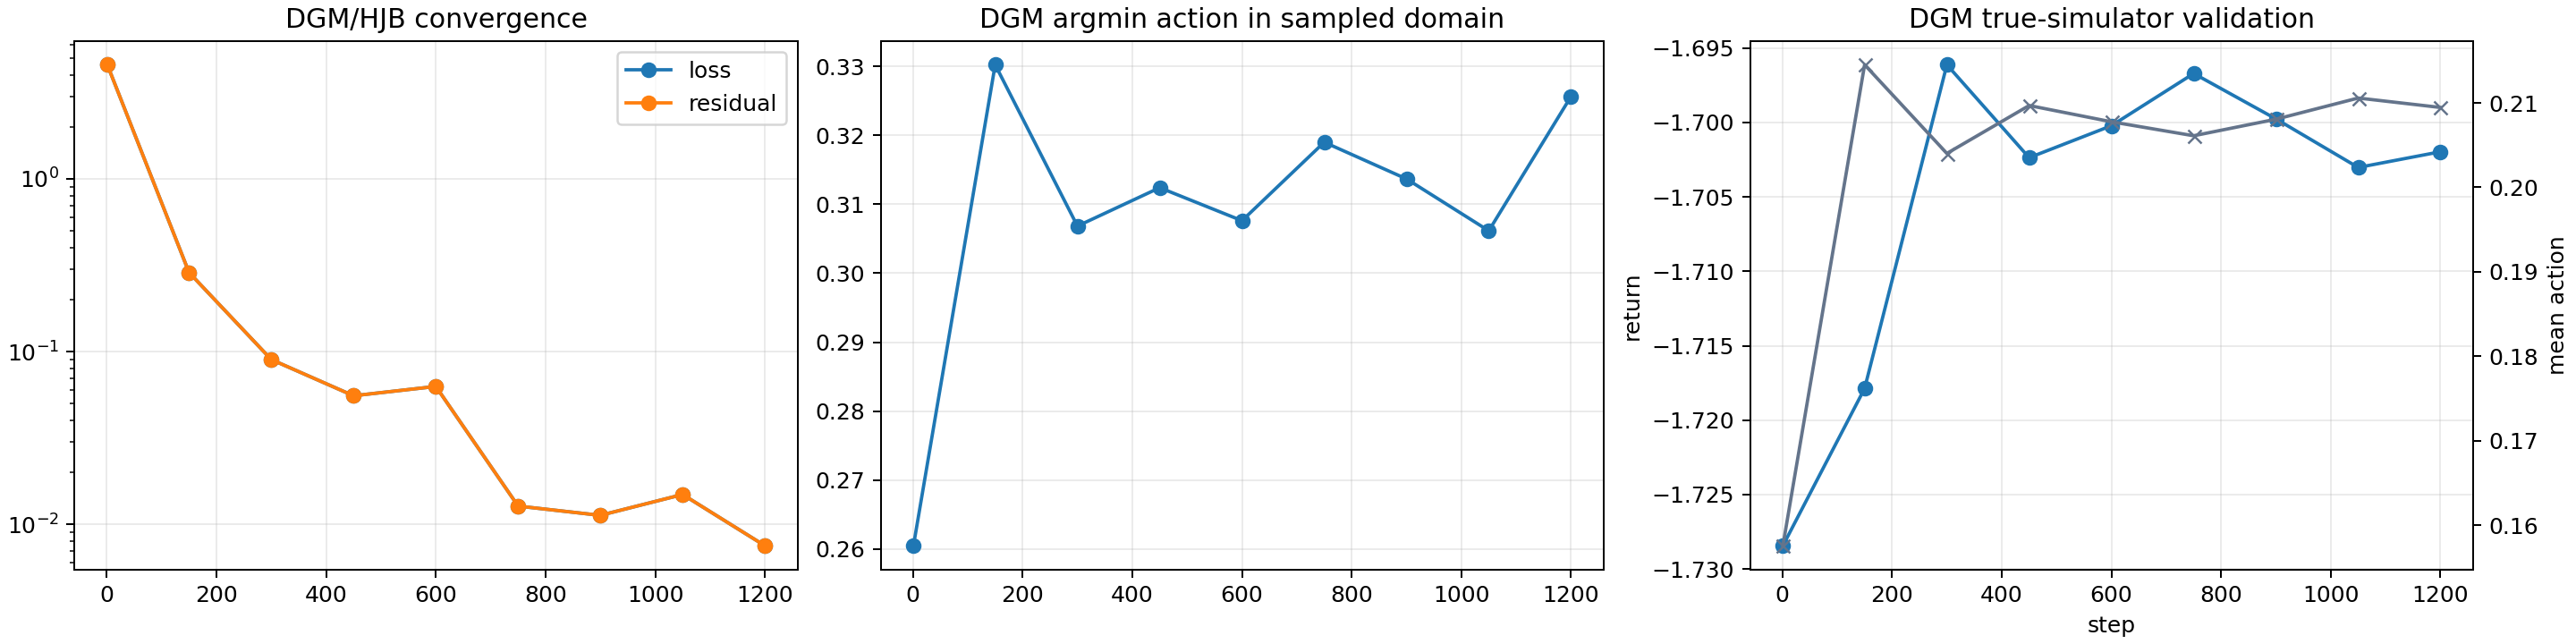 DGM/HJB convergence
loss
residual
10⁰
10⁻¹
10⁻²
0 200 400 600 800 1000 1200
DGM argmin action in sampled domain
0.33
0.32
0.31
0.30
0.29
0.28
0.27
0.26
0 200 400 600 800 1000 1200
DGM true-simulator validation
return
−1.695
−1.700
−1.705
−1.710
−1.715
−1.720
−1.725
−1.730
0 200 400 600 800 1000 1200
step
0.21
0.20
0.19
0.18
0.17
0.16
mean action